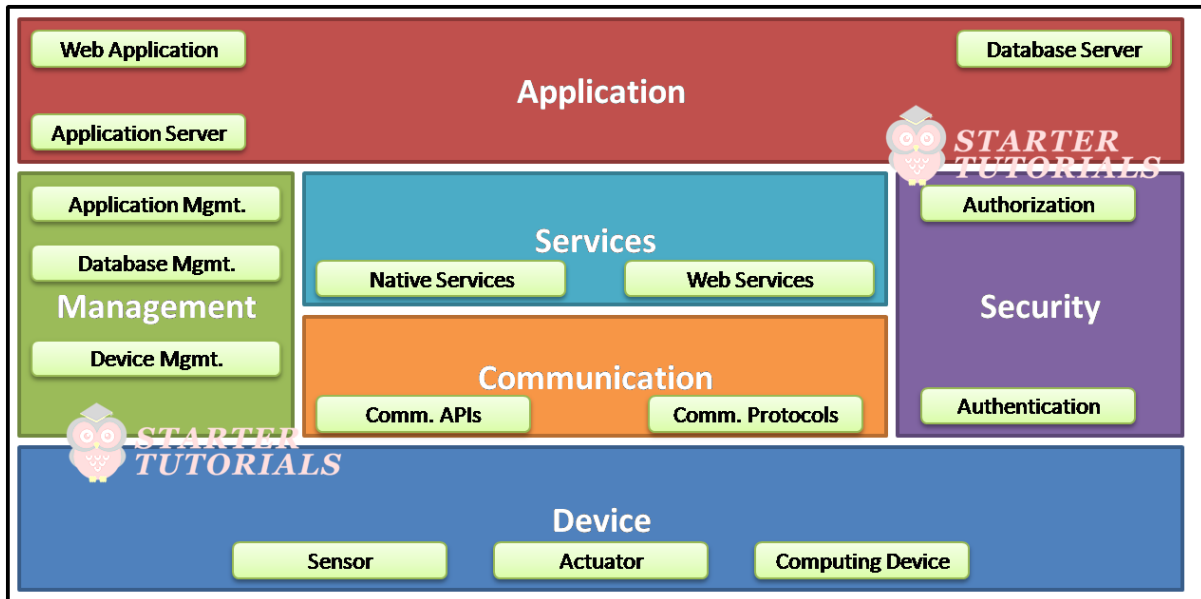 Web Application
Database Server
Application
Application Server
STARTER
TUTORIALS
Application Mgmt.
Database Mgmt.
Management
Device Mgmt.
Services
Native Services
Web Services
Communication
Comm. APIs
Comm. Protocols
Authorization
Security
Authentication
STARTER
TUTORIALS
Device
Sensor
Actuator
Computing Device